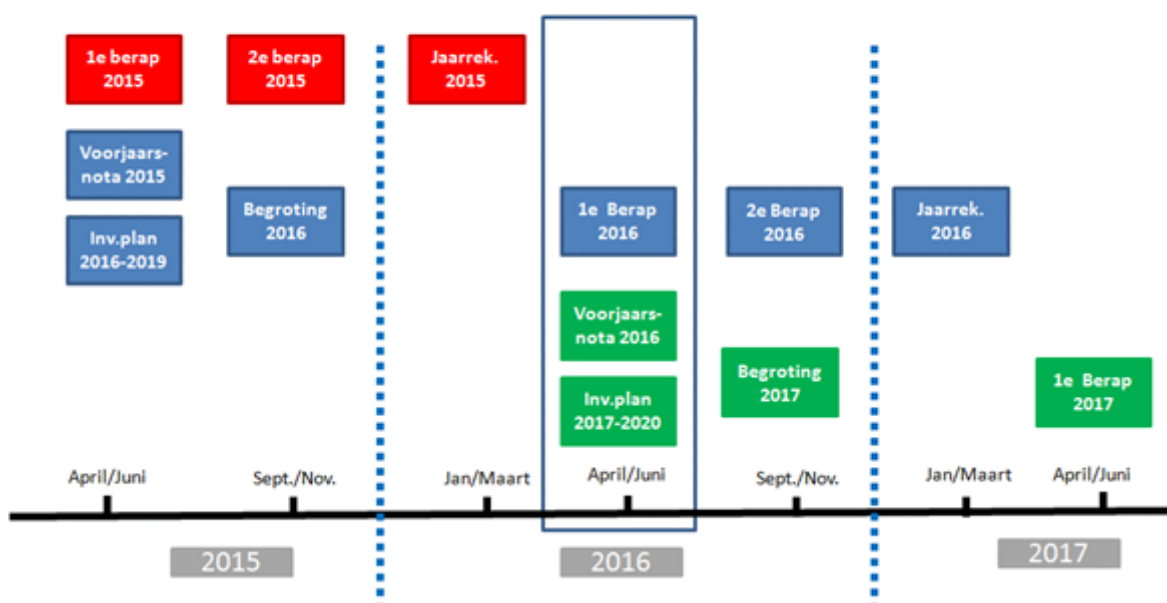 1e berap
2015
2e berap
2015
Jaarrek.
2015
Voorjaars-
nota 2015
Inv.plan
2016-2019
Begroting
2016
1e Berap
2016
2e Berap
2016
Jaarrek.
2016
Voorjaars-
nota 2016
Inv.plan
2017-2020
Begroting
2017
1e Berap
2017
April/Juni
Sept./Nov.
Jan/Maart
April/Juni
Sept./Nov.
Jan/Maart
April/Juni
2015
2016
2017